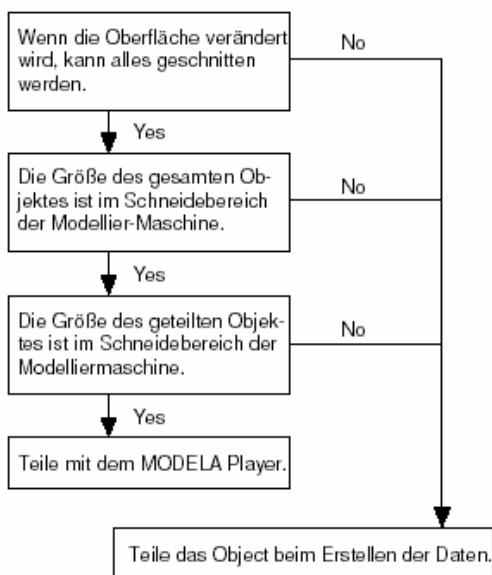 Wenn die Oberfläche verändert
wird, kann alles geschnitten
werden.
No
Yes
Die Größe des gesamten Ob-
jektes ist im Schneidebereich
der Modellier-Maschine.
No
Yes
Die Größe des geteilten Objek-
tes ist im Schneidebereich der
Modelliermaschine.
No
Yes
Teile mit dem MODELA Player.
Teile das Object beim Erstellen der Daten.